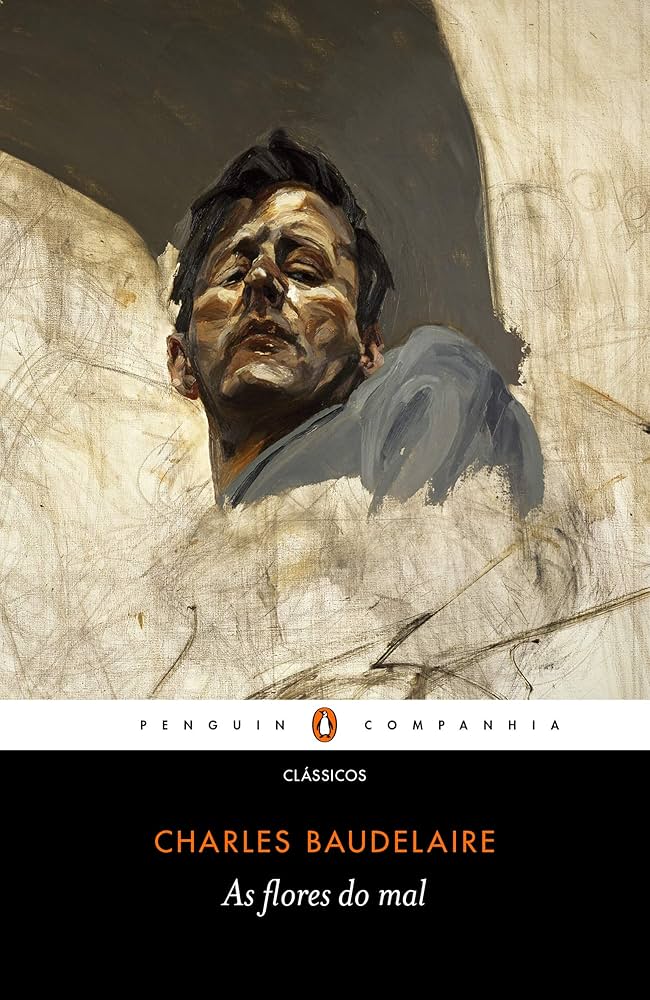 PENGUIN COMPANHIA
CLÁSSICOS
CHARLES BAUDELAIRE
As flores do mal